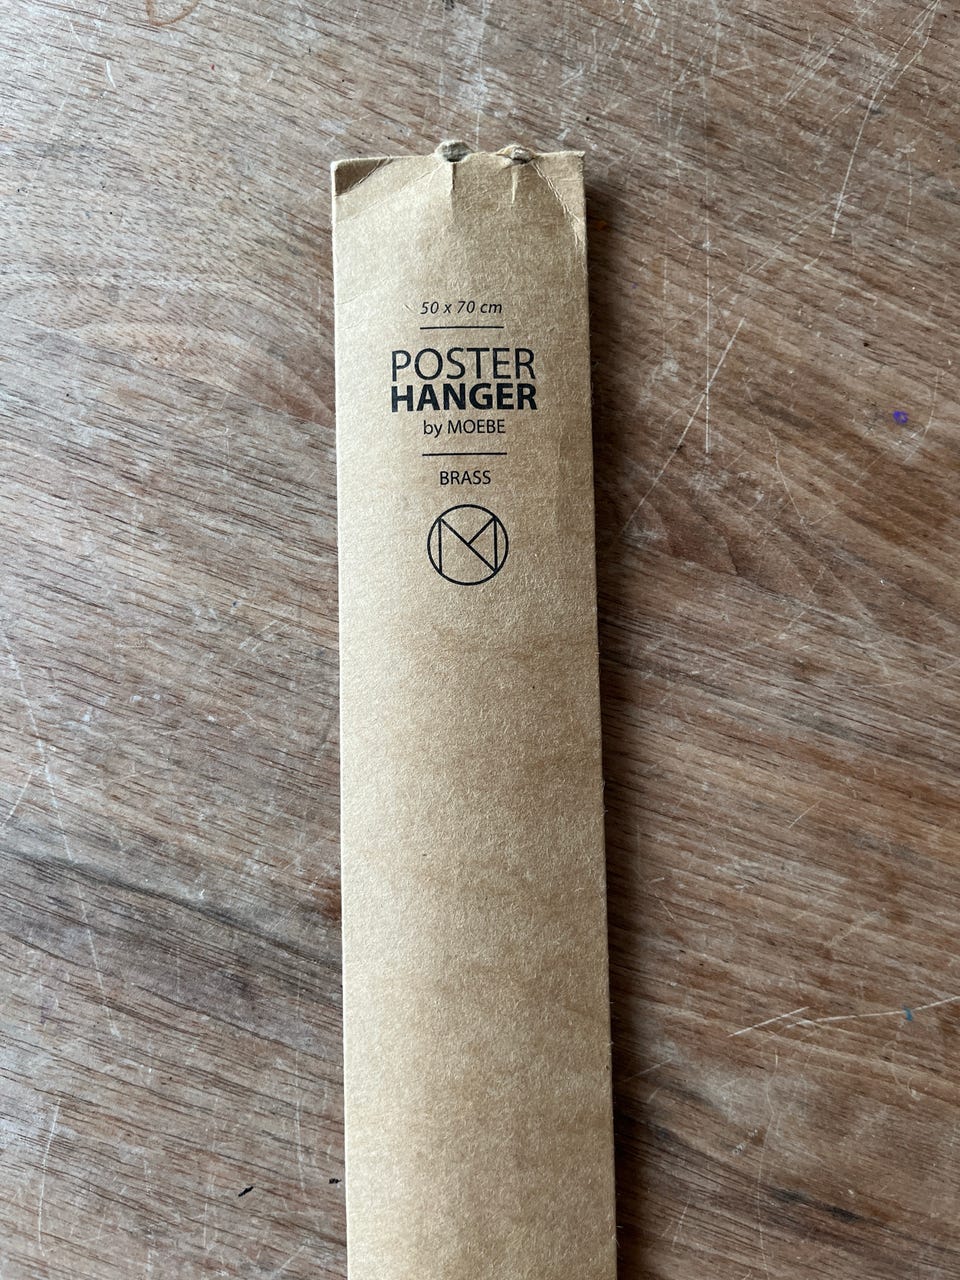 50 x 70 cm
POSTER
HANGER
by MOEBE
BRASS